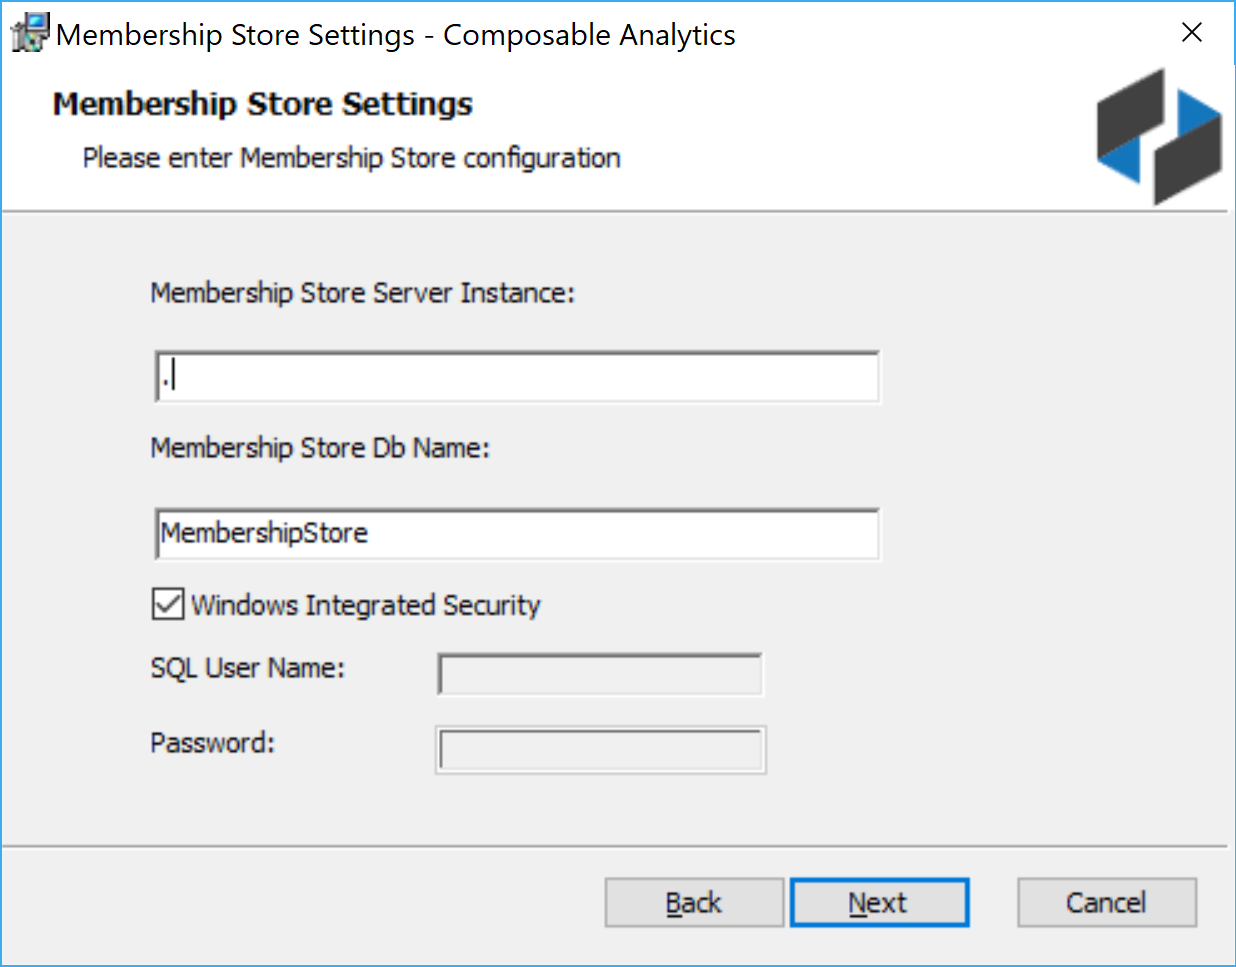 Membership Store Settings - Composable Analytics
Membership Store Settings
Please enter Membership Store configuration
Membership Store Server Instance:
.
Membership Store Db Name:
MembershipStore
Windows Integrated Security
SQL User Name:
Password:
Back Next Cancel